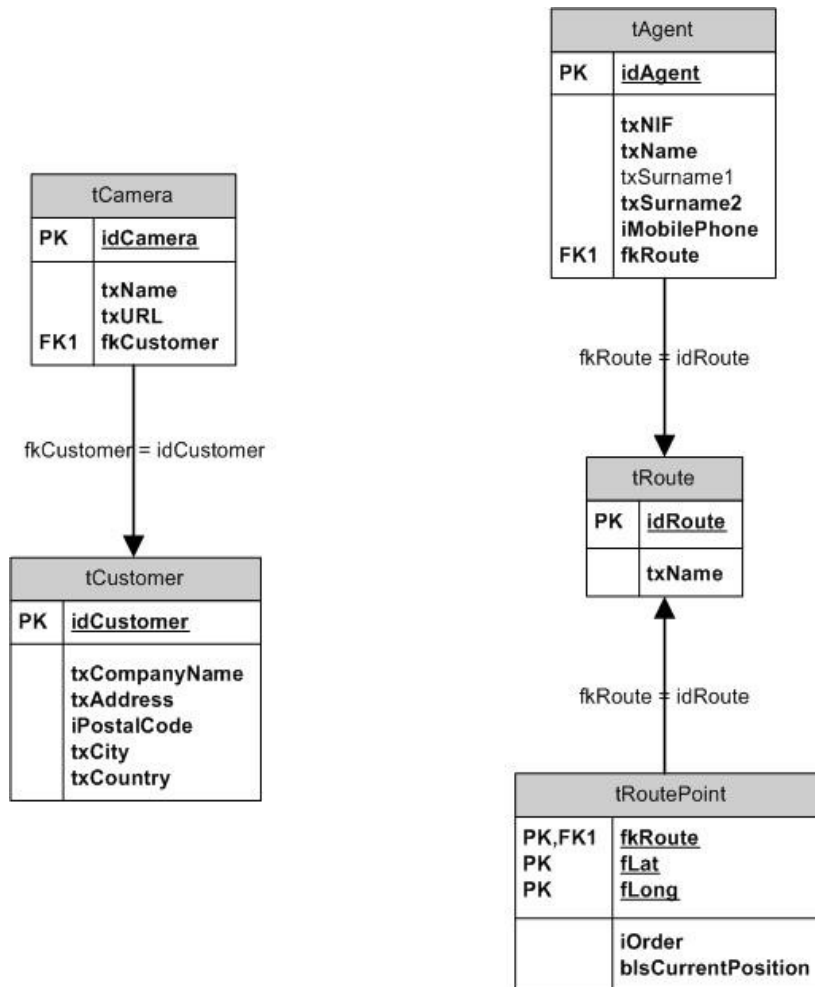 tCamera
PK idCamera
txName
txURL
FK1 fkCustomer
fkCustomer = idCustomer
tCustomer
PK idCustomer
txCompanyName
txAddress
iPostalCode
txCity
txCountry
tAgent
PK idAgent
txNIF
txName
txSurname1
txSurname2
iMobilePhone
FK1 fkRoute
fkRoute = idRoute
tRoute
PK idRoute
txName
fkRoute = idRoute
tRoutePoint
PK,FK1 fkRoute
PK fLat
PK fLong
iOrder
bIsCurrentPosition